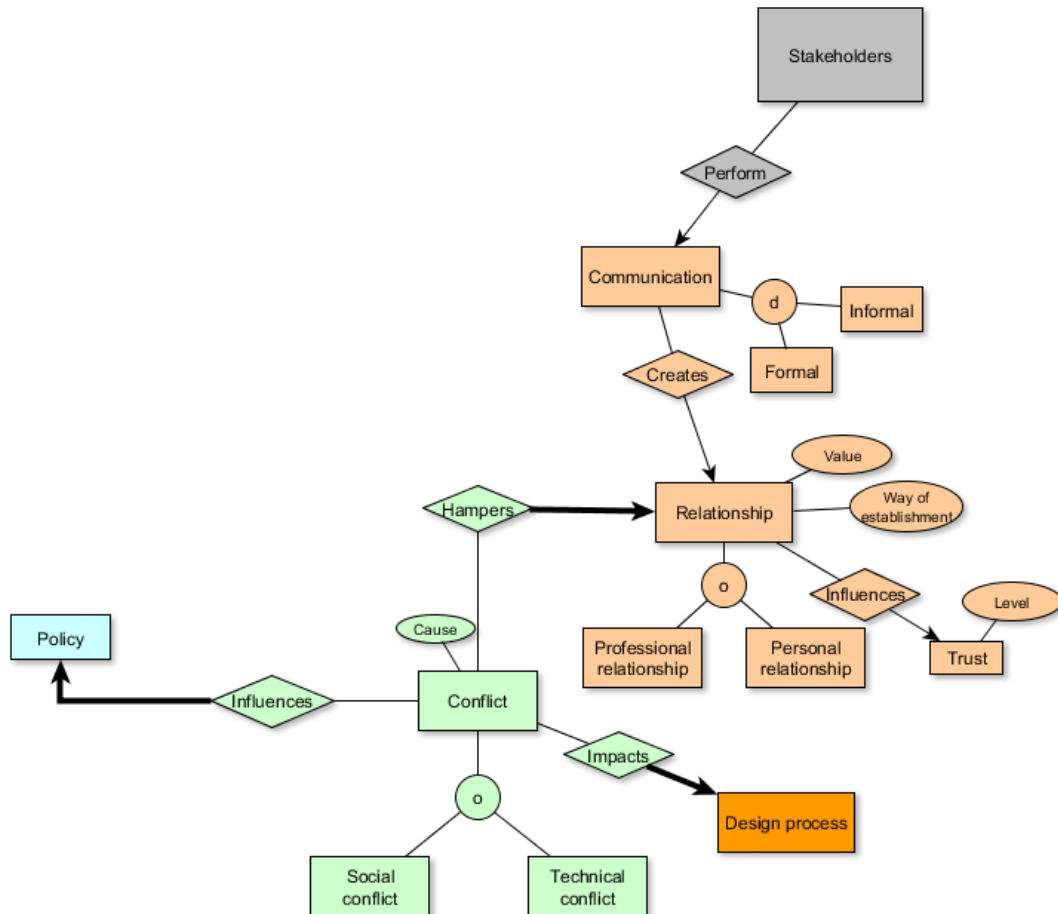 Stakeholders
Perform
Communication
d
Informal
Formal
Creates
Value
Way of
establishment
Hampers
Relationship
o
Influences
Level
Cause
Professional
relationship
Personal
relationship
Trust
Policy
Influences
Conflict
Impacts
o
Design process
Social
conflict
Technical
conflict